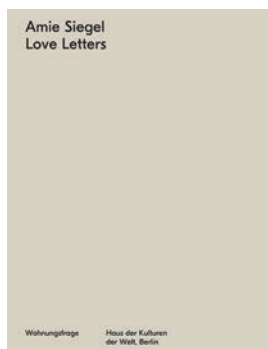 Amie Siegel
Love Letters
Wohnungsfrage
Haus der Kulturen
der Welt, Berlin